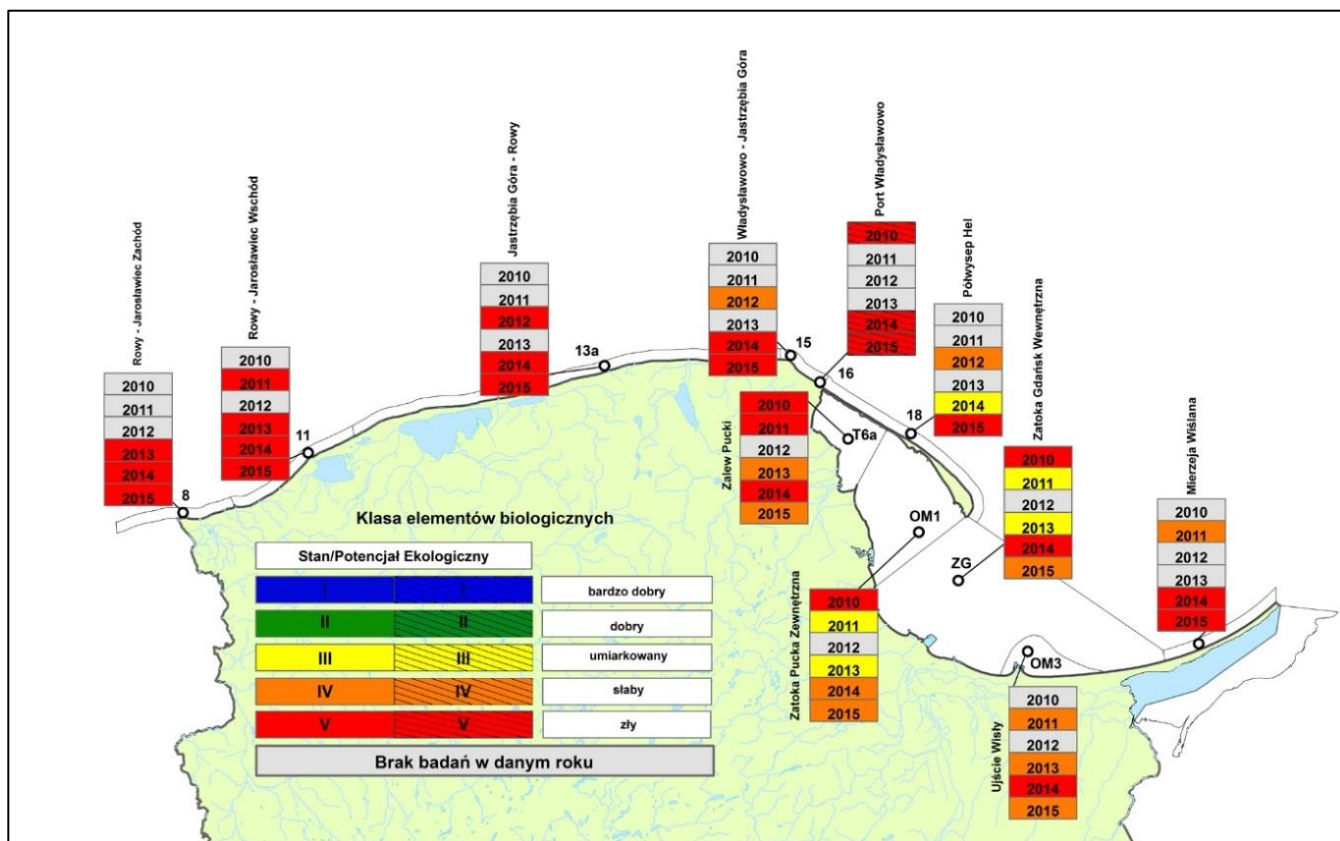 Rowy - Jarosławiec Zachód
2010
2011
2012
2013
2014
2015
8
Rowy - Jarosławiec Wschód
2010
2011
2012
2013
2014
2015
11
Jastrzębia Góra - Rowy
2010
2011
2012
2013
2014
2015
13a
Władysławowo - Jastrzębia Góra
2010
2011
2012
2013
2014
2015
15
Port Władysławowo
2010
2011
2012
2013
2014
2015
16
Półwysep Hel
2010
2011
2012
2013
2014
2015
18
Zalew Pucki
2010
2011
2012
2013
2014
2015
T6a
Zatoka Gdańsk Wewnętrzna
2010
2011
2012
2013
2014
2015
ZG
Zatoka Pucka Zewnętrzna
2010
2011
2012
2013
2014
2015
OM1
Mierzeja Wiślana
2010
2011
2012
2013
2014
2015
Ujście Wisły
2010
2011
2012
2013
2014
2015
OM3
Klasa elementów biologicznych
Stan/Potencjał Ekologiczny
I I bardzo dobry
II II dobry
III III umiarkowany
IV IV słaby
V V zły
Brak badań w danym roku